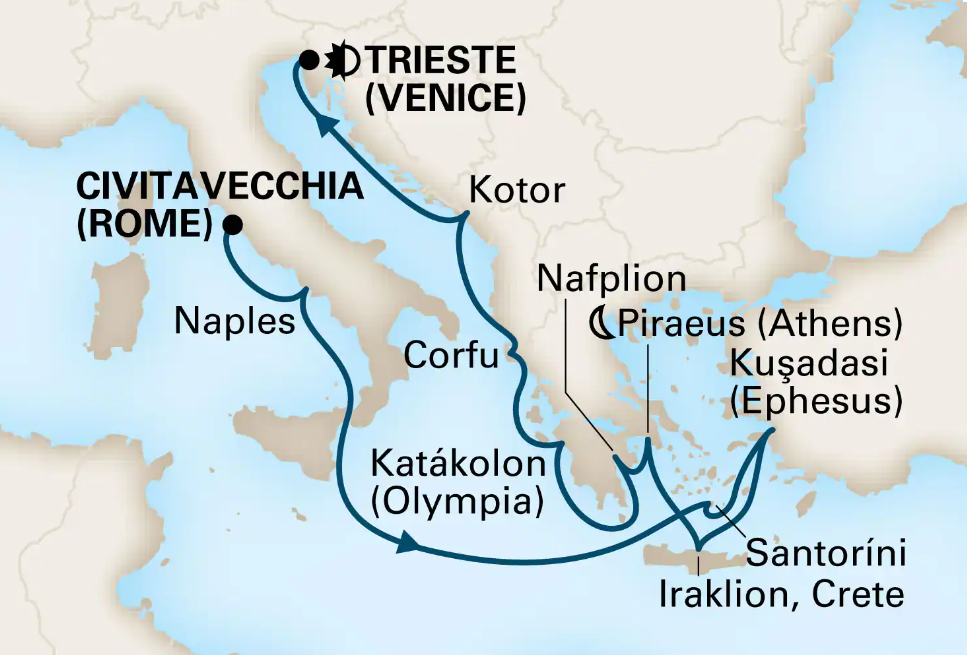 TRIESTE
(VENICE)
CIVITAVECCHIA
(ROME)
Kotor
Nafplion
Naples
Piraeus (Athens)
Corfu
Kuşadasi
(Ephesus)
Katákolon
(Olympia)
Santoríni
Iraklion, Crete